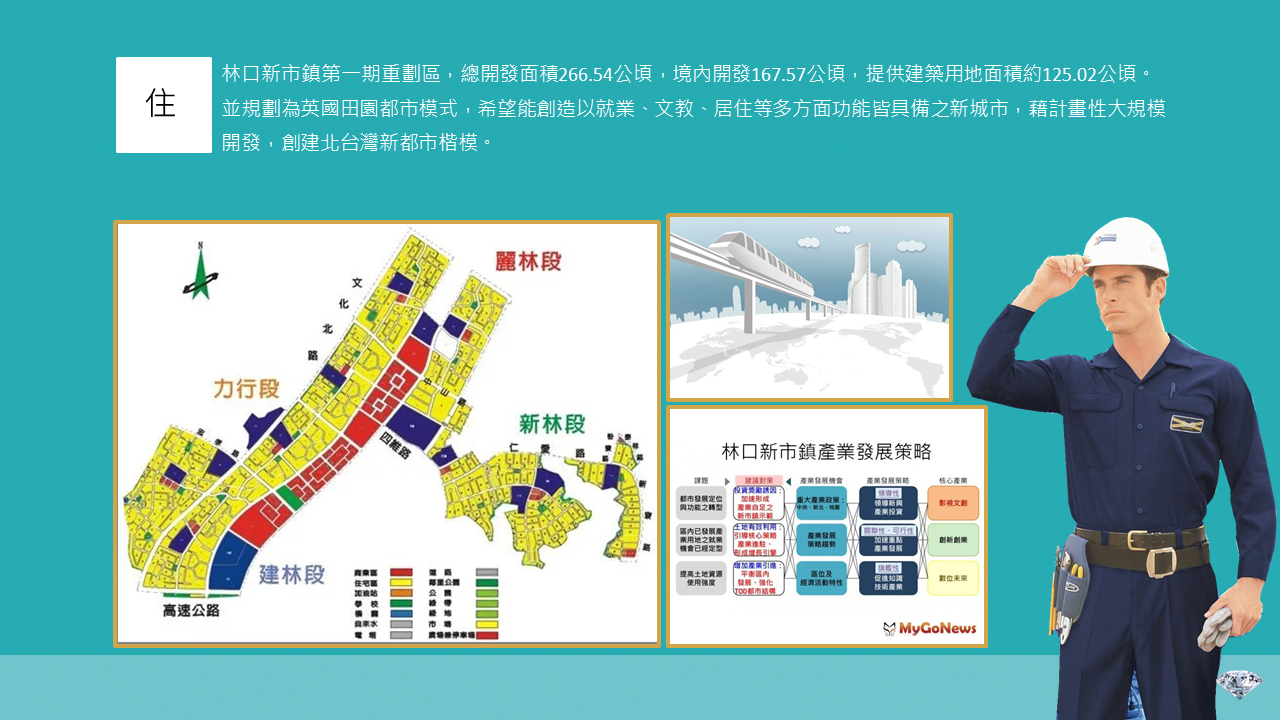 住
林口新市鎮第一期重劃區，總開發面積266.54公頃，境內開發167.57公頃，提供建築用地面積約125.02公頃。
並規劃為英國田園都市模式，希望能創造以就業、文教、居住等多方面功能皆具備之新城市，藉計畫性大規模
開發，創建北台灣新都市楷模。
N
麗林段
文化北路
力行段
中山路
四維路
新林段
仁愛路
建林段
高速公路
商業區
住宅區
加油站
學校
機關
自來水
電塔
道路
鄰里公園
公園
綠帶
綠地
市場
廣場兼停車場
林口新市鎮產業發展策略
課題
建議對策
產業發展機會
產業發展策略
核心產業
都市發展定位
與功能之轉型
投資獎勵誘因：
加速形成
產業自足之
新市鎮示範
重大產業政策：
中央、新北、桃園
領導性
領導新興
產業投資
影視文創
區內已發展產
業用地之就業
機會已經定型
土地有效利用：
引導核心策略
產業進駐、
形成增長引擎
產業發展
策略趨勢
關聯性、可行性
加速重點
產業發展
創新創業
提高土地資源
使用強度
增加產業引進：
平衡區內
發展、強化
TOD都市結構
區位及
經濟活動特性
旗艦性
促進知識
技術產業
數位未來
MyGoNews